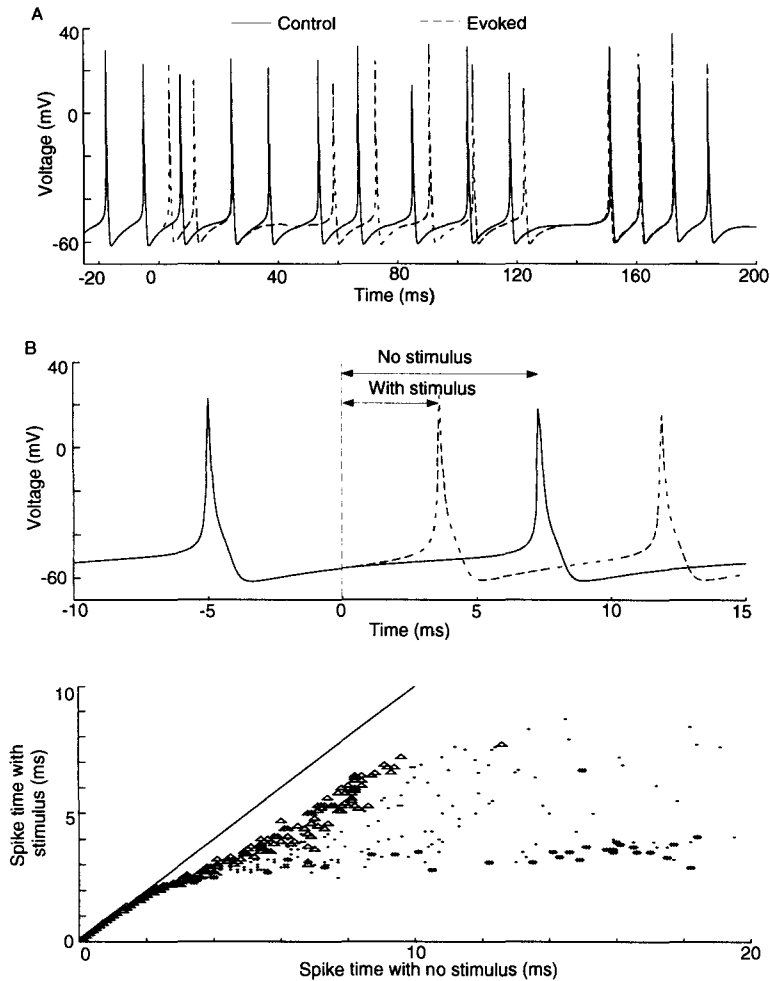 A
Control
Evoked
40
0
-60
Voltage (mV)
-20 0 40 80 120 160 200
Time (ms)
B
No stimulus
With stimulus
40
0
-60
Voltage (mV)
-10 -5 0 5 10 15
Time (ms)
10
5
0
Spike time with
stimulus (ms)
0 10 20
Spike time with no stimulus (ms)